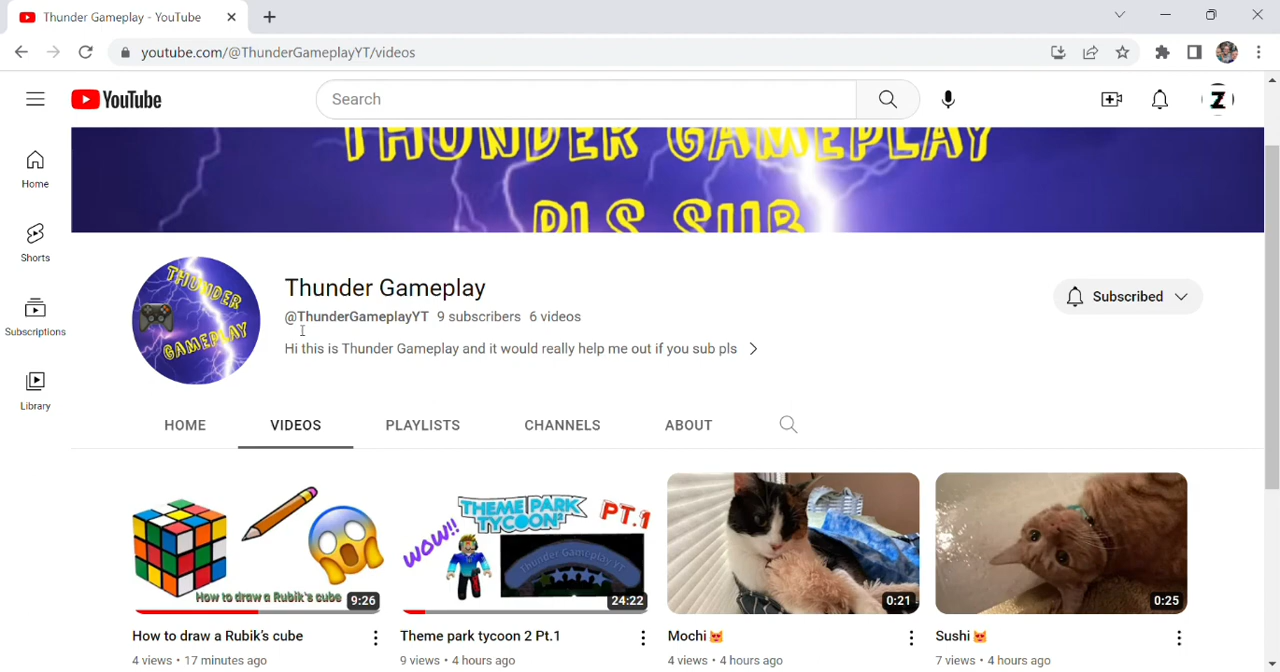 Thunder Gameplay - YouTube
youtube.com/@ThunderGameplayYT/videos
YouTube
Search
Z
THUNDER GAMEPLAY
PLS SUB
Home
Shorts
Subscriptions
Library
THUNDER
GAMEPLAY
Thunder Gameplay
@ThunderGameplayYT 9 subscribers 6 videos
Hi this is Thunder Gameplay and it would really help me out if you sub pls
Subscribed
HOME VIDEOS PLAYLISTS CHANNELS ABOUT
How to draw a Rubik's cube
9:26
WOW!!
THEME PARK
TYCOON 2
PT.1
Thunder Gameplay YT
24:22
0:21
0:25
How to draw a Rubik’s cube
4 views • 17 minutes ago
Theme park tycoon 2 Pt.1
9 views • 4 hours ago
Mochi😻
4 views • 4 hours ago
Sushi😻
7 views • 4 hours ago